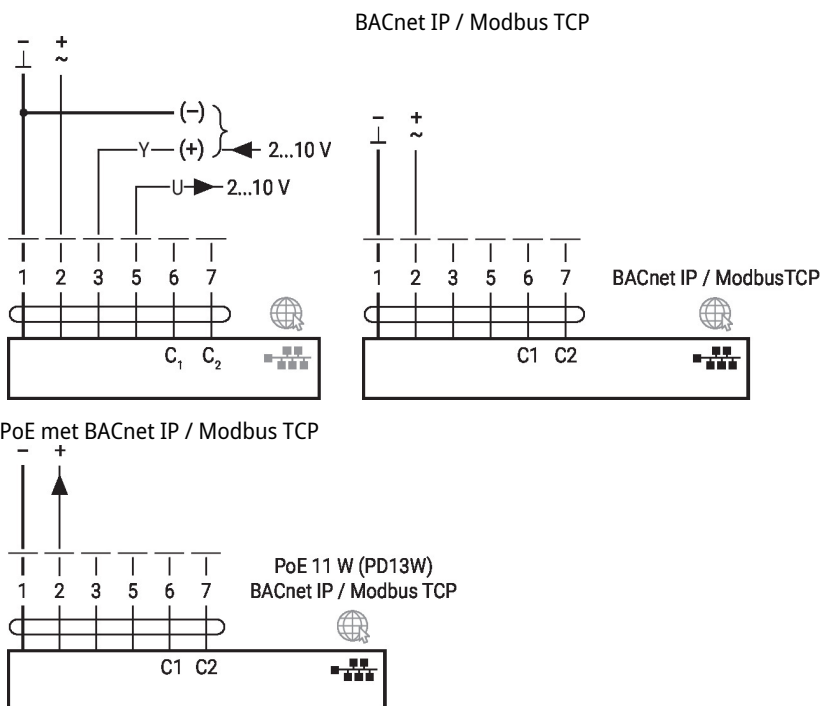 BACnet IP / Modbus TCP
– +
⊥ ~
(–)
Y (+) 2...10 V
U 2...10 V
1 2 3 5 6 7
C₁ C₂
– +
⊥ ~
1 2 3 5 6 7 BACnet IP / ModbusTCP
C1 C2
PoE met BACnet IP / Modbus TCP
– +
PoE 11 W (PD13W)
1 2 3 5 6 7 BACnet IP / Modbus TCP
C1 C2